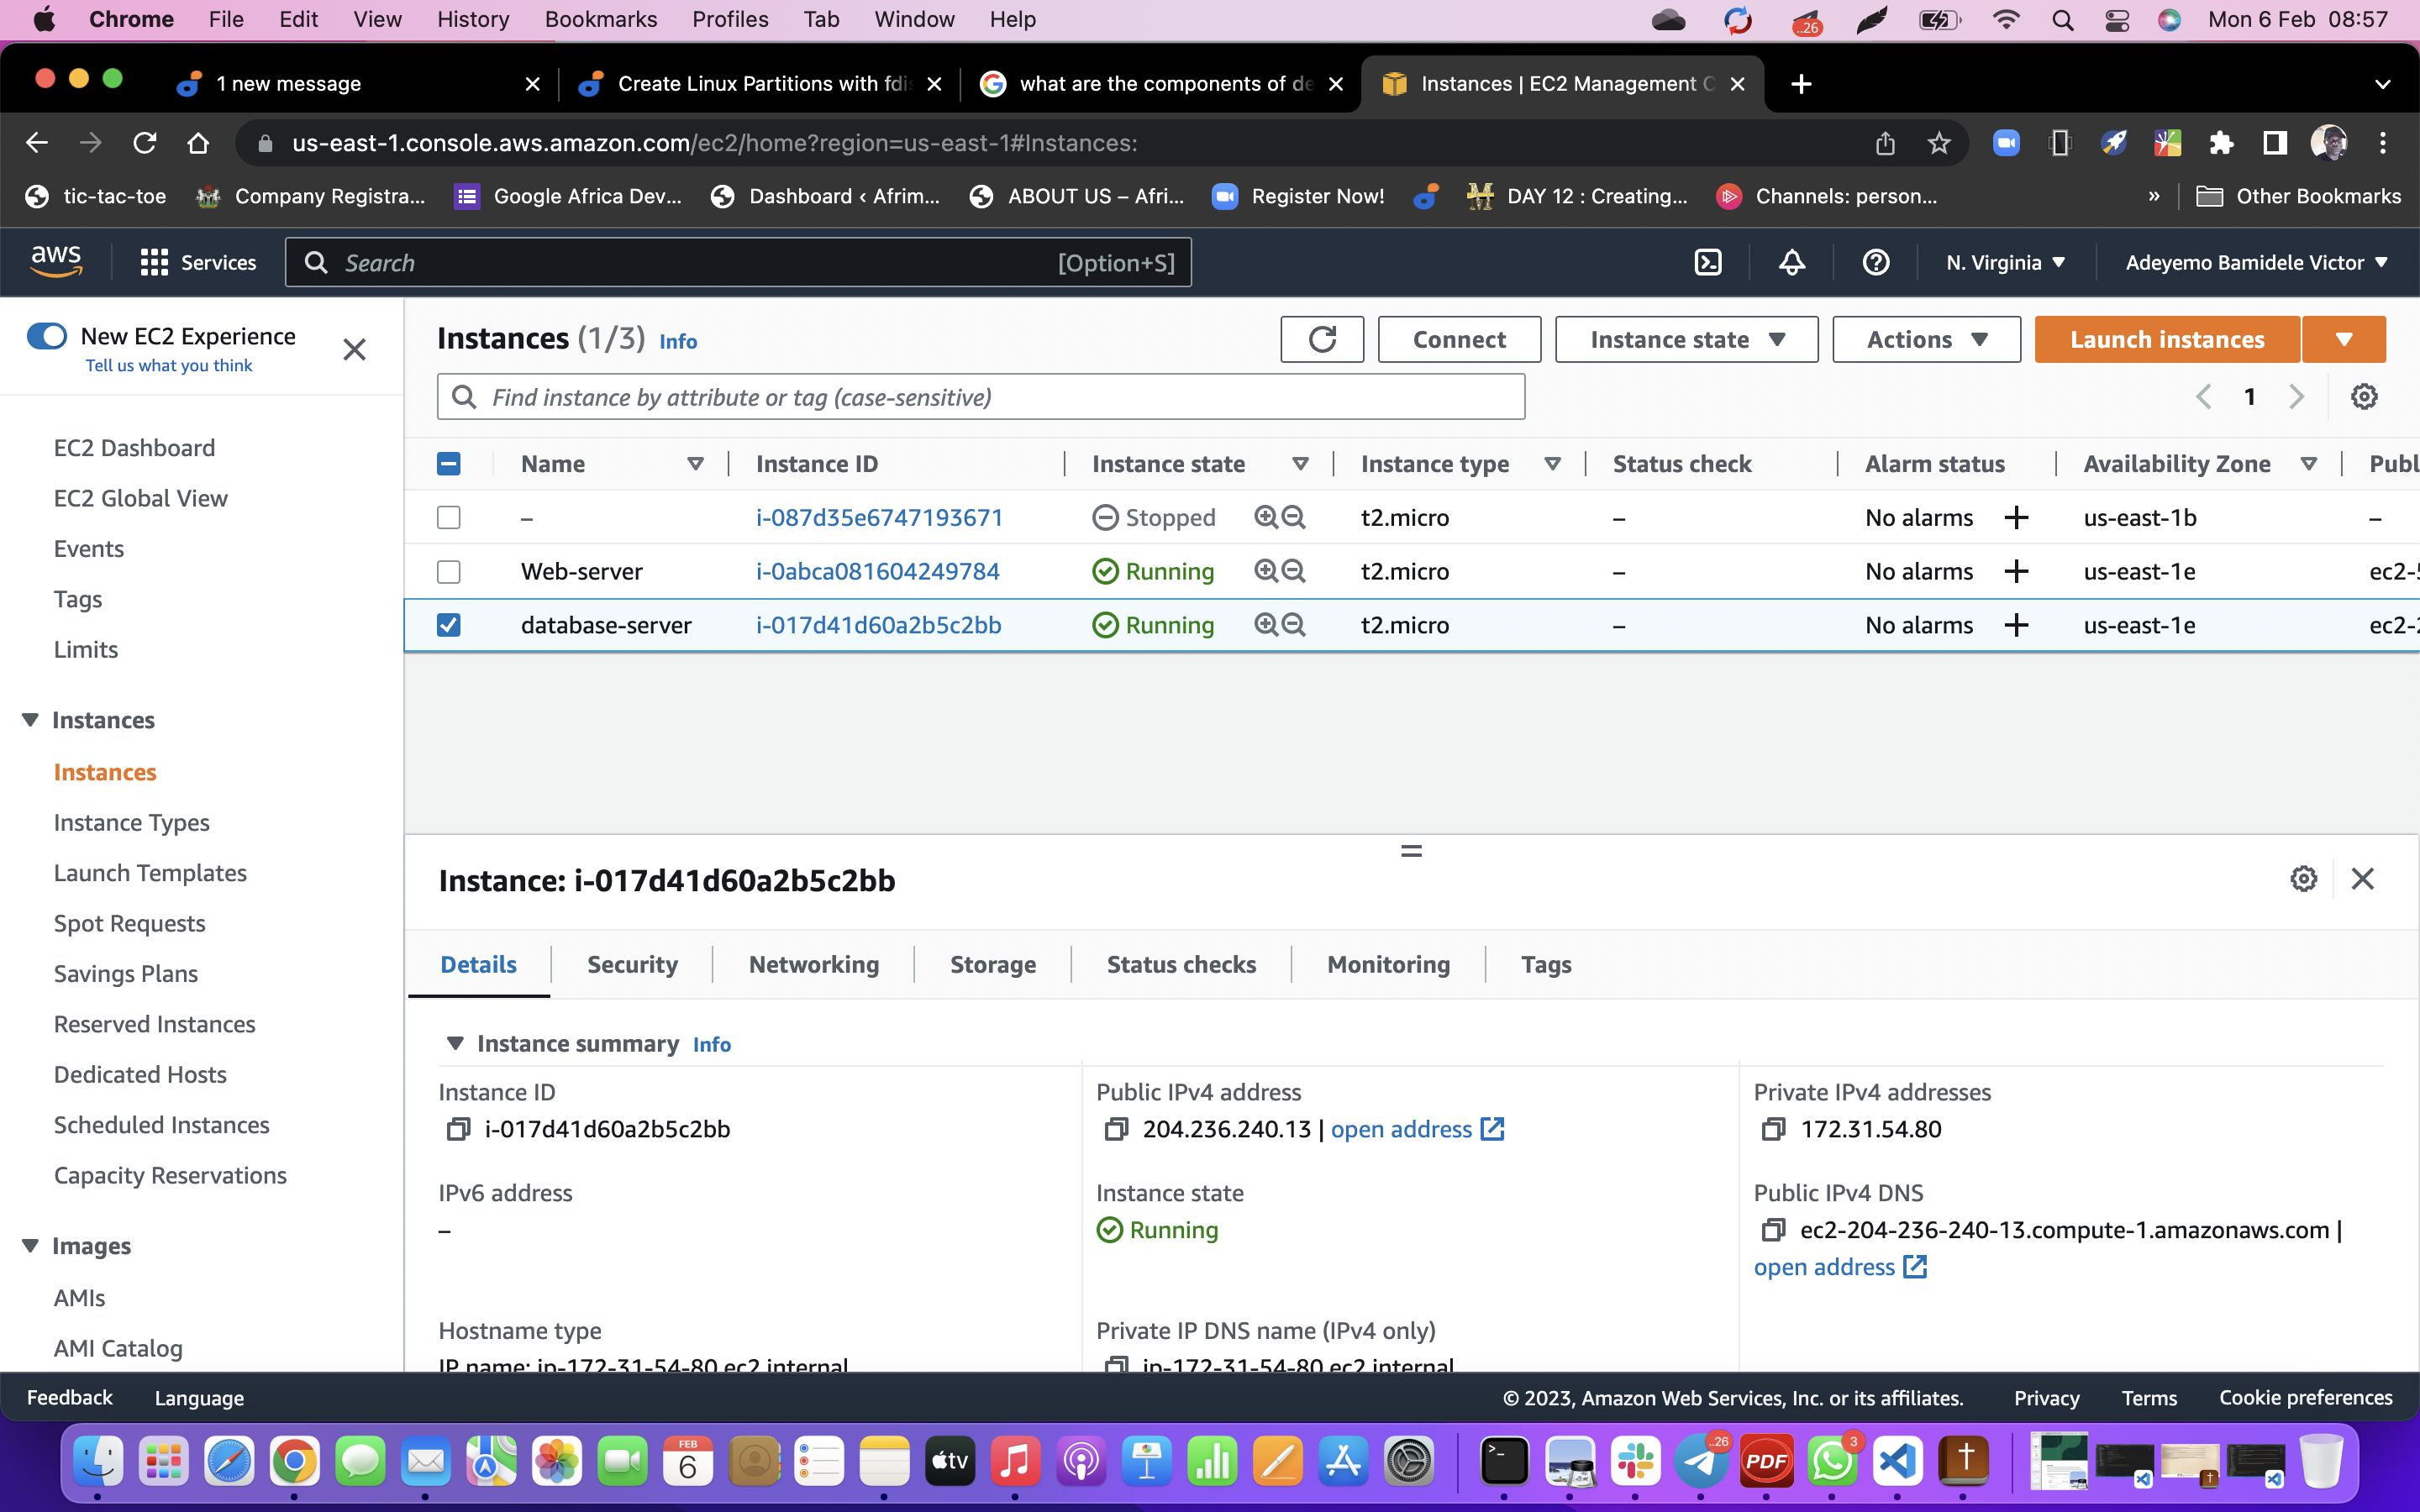 Chrome File Edit View History Bookmarks Profiles Tab Window Help ..26 Mon 6 Feb 08:57
1 new message Create Linux Partitions with fdis what are the components of de Instances | EC2 Management C
us-east-1.console.aws.amazon.com/ec2/home?region=us-east-1#Instances:
tic-tac-toe Company Registra... Google Africa Dev... Dashboard ‹ Afrim... ABOUT US – Afri... Register Now! DAY 12 : Creating... Channels: person... » Other Bookmarks
aws Services Search [Option+S] N. Virginia Adeyemo Bamidele Victor
New EC2 Experience
Tell us what you think
EC2 Dashboard
EC2 Global View
Events
Tags
Limits
Instances
Instances
Instance Types
Launch Templates
Spot Requests
Savings Plans
Reserved Instances
Dedicated Hosts
Scheduled Instances
Capacity Reservations
Images
AMIs
AMI Catalog
Instances (1/3) Info Connect Instance state Actions Launch instances
Find instance by attribute or tag (case-sensitive) 1
Name Instance ID Instance state Instance type Status check Alarm status Availability Zone Publ
– i-087d35e6747193671 Stopped t2.micro – No alarms + us-east-1b –
Web-server i-0abca081604249784 Running t2.micro – No alarms + us-east-1e ec2-5
database-server i-017d41d60a2b5c2bb Running t2.micro – No alarms + us-east-1e ec2-2
Instance: i-017d41d60a2b5c2bb
Details Security Networking Storage Status checks Monitoring Tags
Instance summary Info
Instance ID Public IPv4 address Private IPv4 addresses
i-017d41d60a2b5c2bb 204.236.240.13 | open address 172.31.54.80
IPv6 address Instance state Public IPv4 DNS
– Running ec2-204-236-240-13.compute-1.amazonaws.com |
open address
Hostname type Private IP DNS name (IPv4 only)
IP name: ip-172-31-54-80.ec2.internal ip-172-31-54-80.ec2.internal
Feedback Language © 2023, Amazon Web Services, Inc. or its affiliates. Privacy Terms Cookie preferences
FEB 6 tv ..26 PDF 3